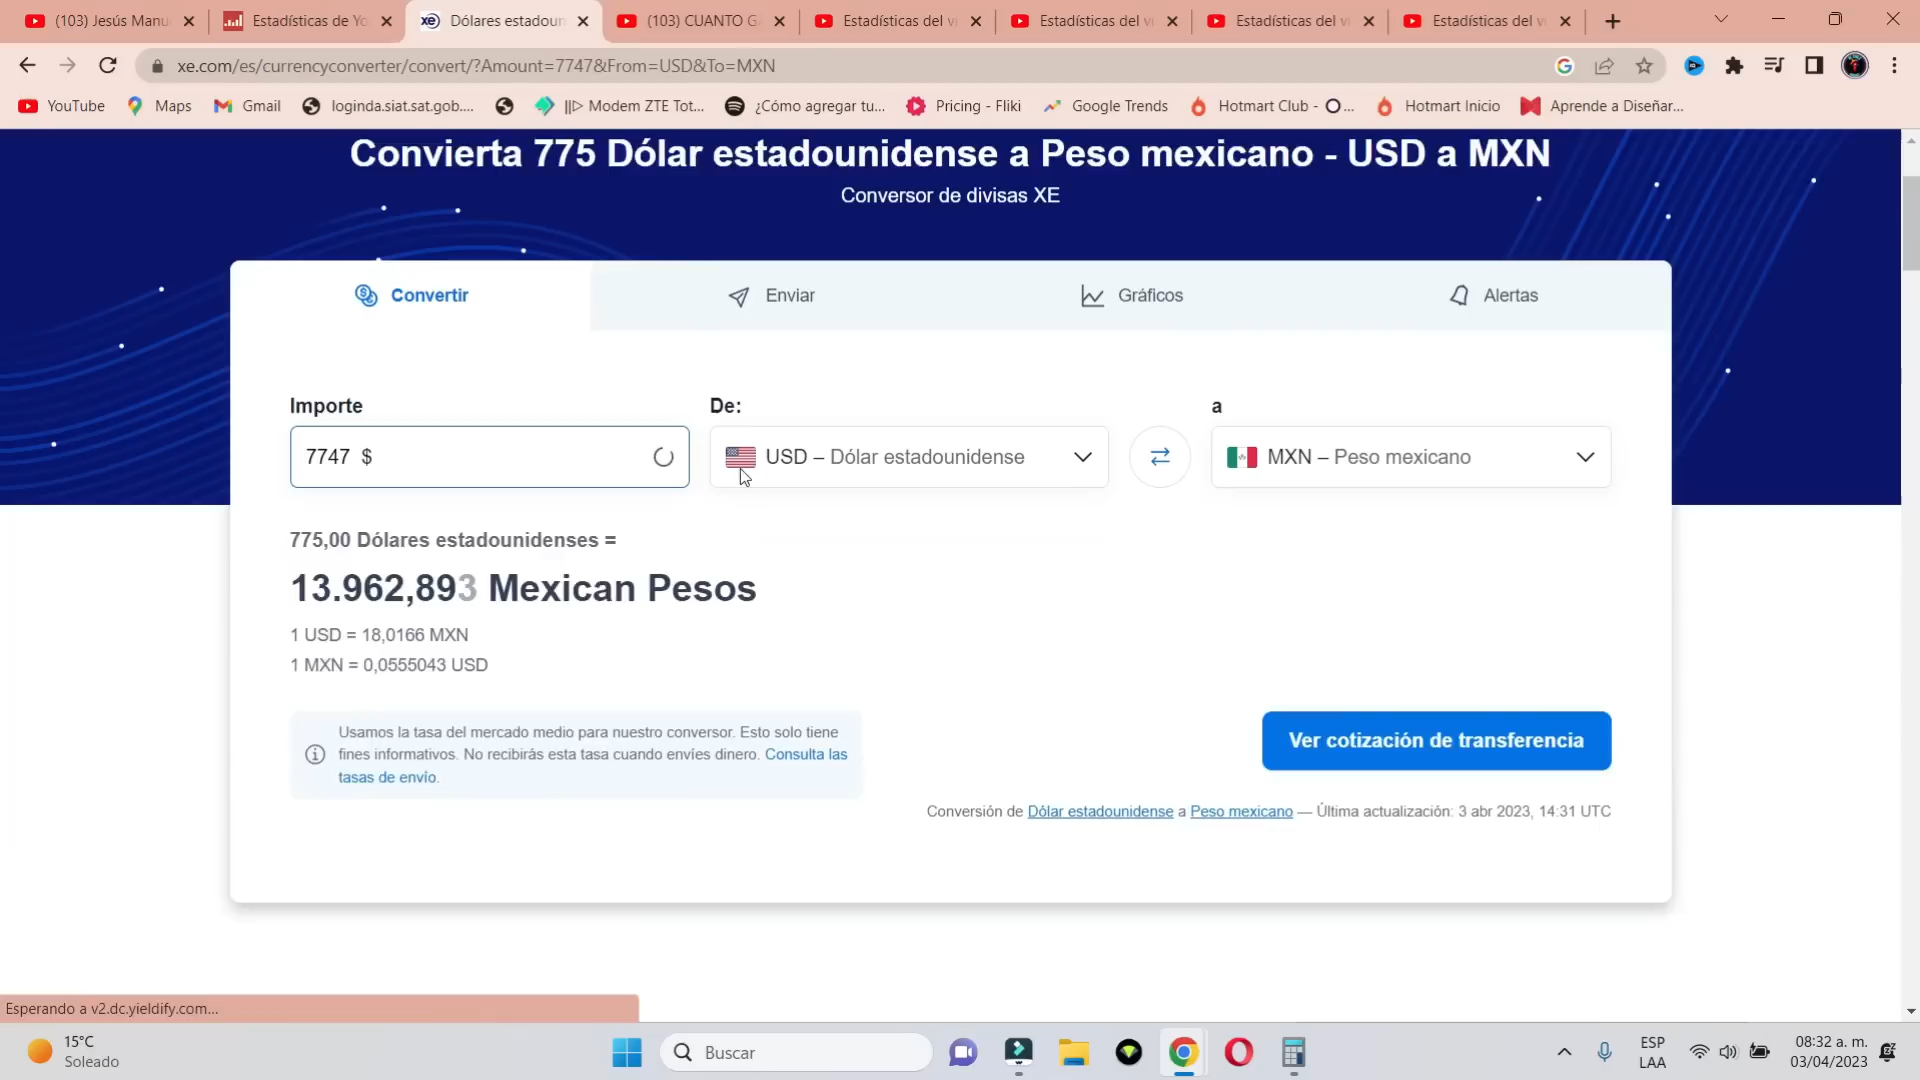 (103) Jesús Manu
Estadísticas de Yo
xe Dólares estadoun
(103) CUANTO G
Estadísticas del v
Estadísticas del v
Estadísticas del v
Estadísticas del v
xe.com/es/currencyconverter/convert/?Amount=7747&From=USD&To=MXN
YouTube
Maps
Gmail
loginda.siat.sat.gob....
||▷ Modem ZTE Tot...
¿Cómo agregar tu...
Pricing - Fliki
Google Trends
Hotmart Club - O...
Hotmart Inicio
Aprende a Diseñar...
Convierta 775 Dólar estadounidense a Peso mexicano - USD a MXN
Conversor de divisas XE
Convertir
Enviar
Gráficos
Alertas
Importe
De:
a
7747 $
USD – Dólar estadounidense
MXN – Peso mexicano
775,00 Dólares estadounidenses =
13.962,893 Mexican Pesos
1 USD = 18,0166 MXN
1 MXN = 0,0555043 USD
Usamos la tasa del mercado medio para nuestro conversor. Esto solo tiene
fines informativos. No recibirás esta tasa cuando envíes dinero. Consulta las
tasas de envío.
Ver cotización de transferencia
Conversión de Dólar estadounidense a Peso mexicano — Última actualización: 3 abr 2023, 14:31 UTC
Esperando a v2.dc.yieldify.com...
15°C
Soleado
Buscar
ESP
LAA
08:32 a. m.
03/04/2023